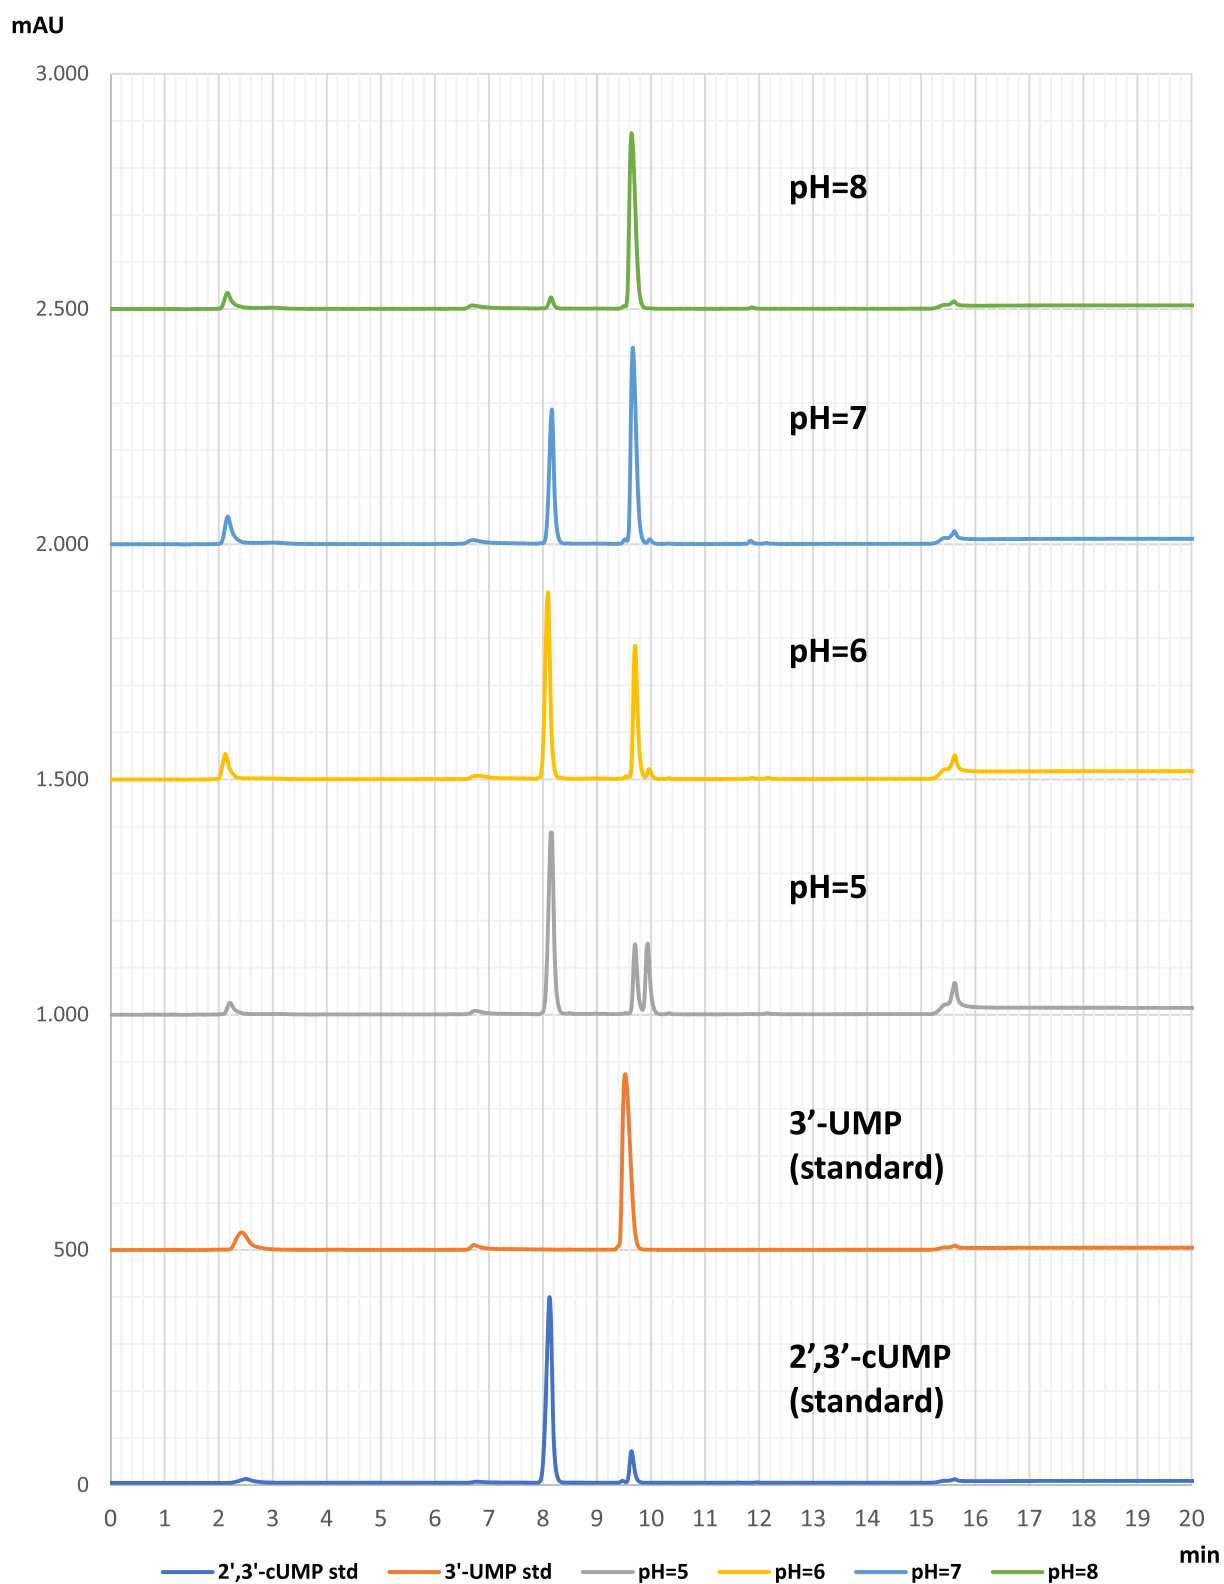 mAU
3.000
pH=8
2.500
pH=7
2.000
pH=6
1.500
pH=5
1.000
3’-UMP
(standard)
500
2’,3’-cUMP
(standard)
0
0 1 2 3 4 5 6 7 8 9 10 11 12 13 14 15 16 17 18 19 20
min
2',3'-cUMP std 3'-UMP std pH=5 pH=6 pH=7 pH=8